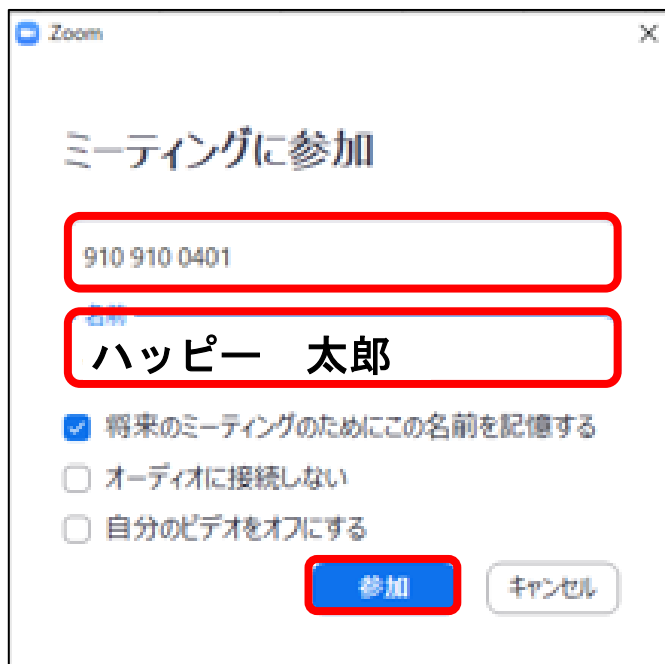 Zoom
ミーティングに参加
910 910 0401
名前
ハッピー　太郎
将来のミーティングのためにこの名前を記憶する
オーディオに接続しない
自分のビデオをオフにする
参加
キャンセル